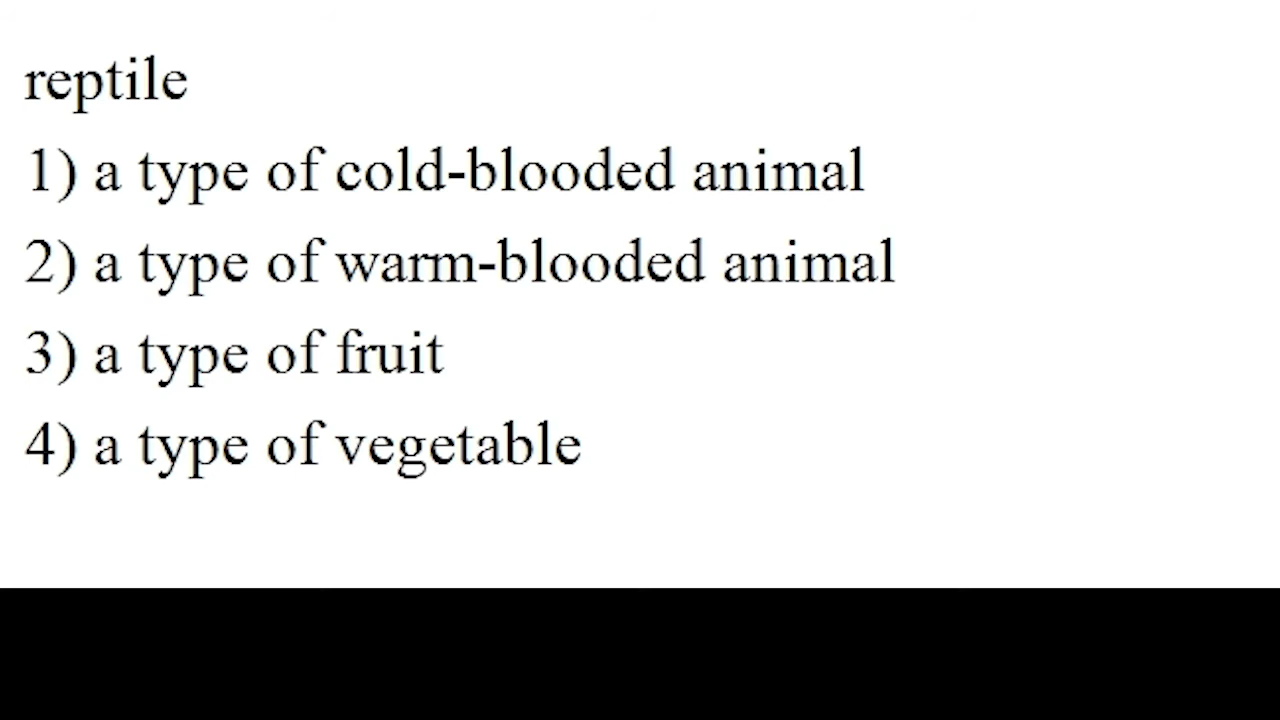 reptile
1) a type of cold-blooded animal
2) a type of warm-blooded animal
3) a type of fruit
4) a type of vegetable